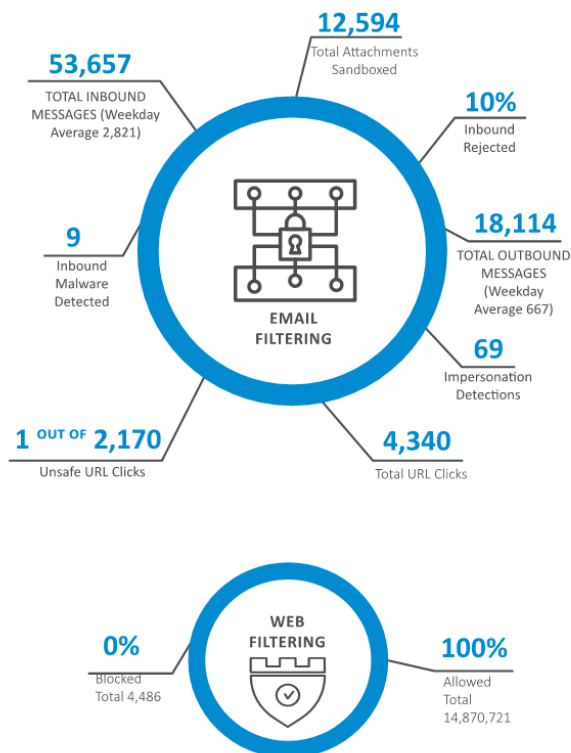 12,594
Total Attachments
Sandboxed
53,657
TOTAL INBOUND
MESSAGES (Weekday
Average 2,821)
10%
Inbound
Rejected
9
Inbound
Malware
Detected
18,114
TOTAL OUTBOUND
MESSAGES
(Weekday
Average 667)
EMAIL
FILTERING
69
Impersonation
Detections
1 OUT OF 2,170
Unsafe URL Clicks
4,340
Total URL Clicks
WEB
FILTERING
0%
Blocked
Total 4,486
100%
Allowed
Total
14,870,721